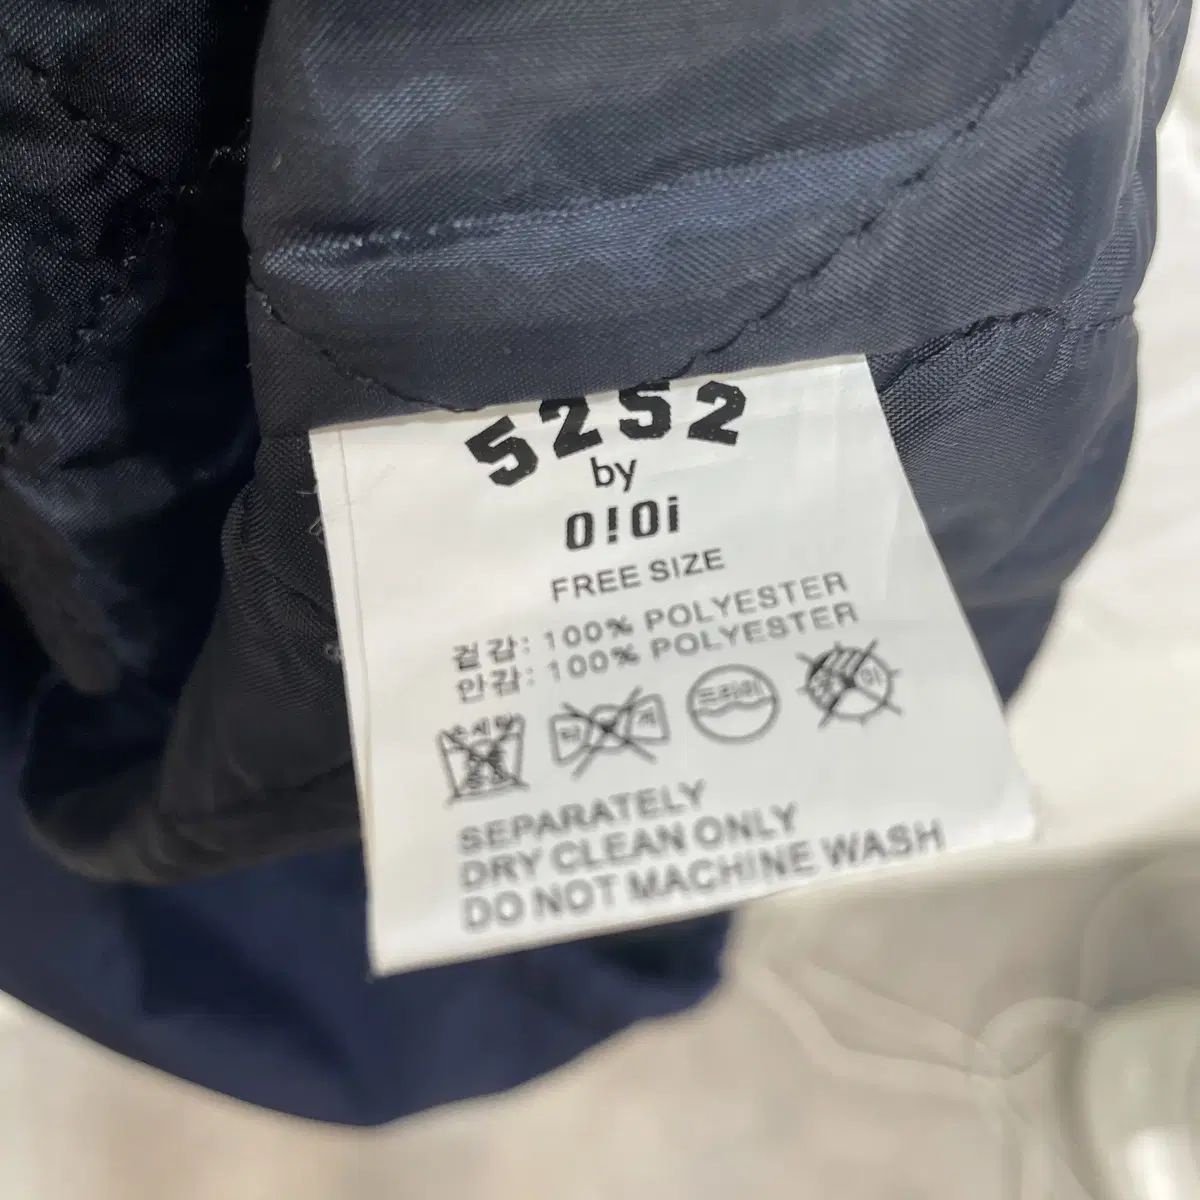 5252
by
O!Oi
FREE SIZE
겉감: 100% POLYESTER
안감: 100% POLYESTER
드라이
SEPARATELY
DRY CLEAN ONLY
DO NOT MACHINE WASH